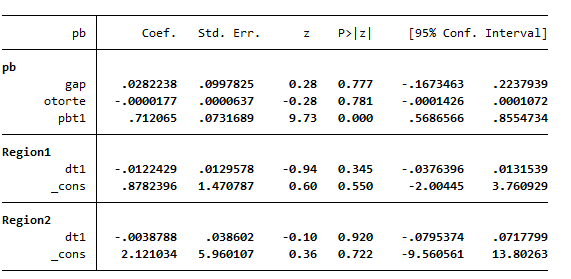 pb Coef. Std. Err. z P>|z| [95% Conf. Interval]
pb
gap .0282238 .0997825 0.28 0.777 -.1673463 .2237939
otorte -.0000177 .0000637 -0.28 0.781 -.0001426 .0001072
pbt1 .712065 .0731689 9.73 0.000 .5686566 .8554734
Region1
dt1 -.0122429 .0129578 -0.94 0.345 -.0376396 .0131539
_cons .8782396 1.470787 0.60 0.550 -2.00445 3.760929
Region2
dt1 -.0038788 .038602 -0.10 0.920 -.0795374 .0717799
_cons 2.121034 5.960107 0.36 0.722 -9.560561 13.80263